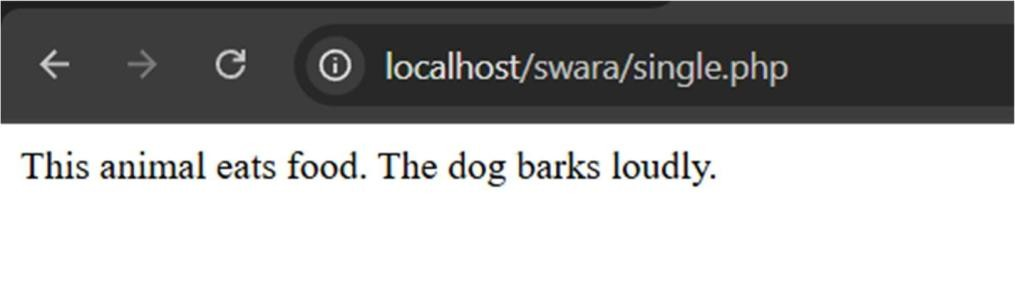 localhost/swara/single.php
This animal eats food. The dog barks loudly.